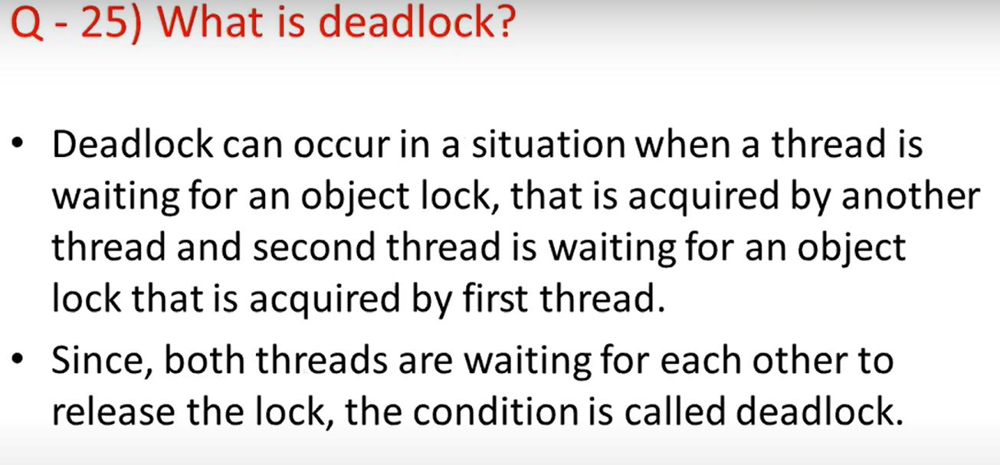 Q - 25) What is deadlock?
• Deadlock can occur in a situation when a thread is
waiting for an object lock, that is acquired by another
thread and second thread is waiting for an object
lock that is acquired by first thread.
• Since, both threads are waiting for each other to
release the lock, the condition is called deadlock.